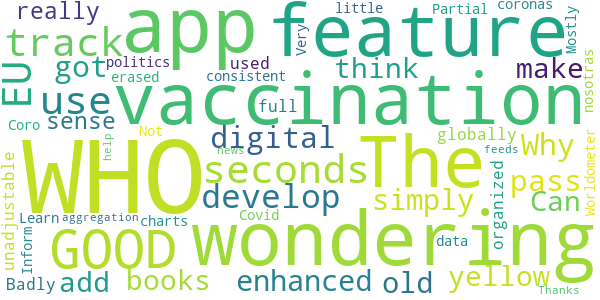 really little Partial coronas
track app feature Very Mostly
EU got politics used think make nosotras
erased consistent
use vaccination
Coro sense full
WHO Not digital The globally Why Worldometer
help seconds news feeds pass
unadjustable develop simply organized Can
Learn aggregation charts Covid
Inform GOOD wondering data
Badly add books enhanced old yellow
Thanks